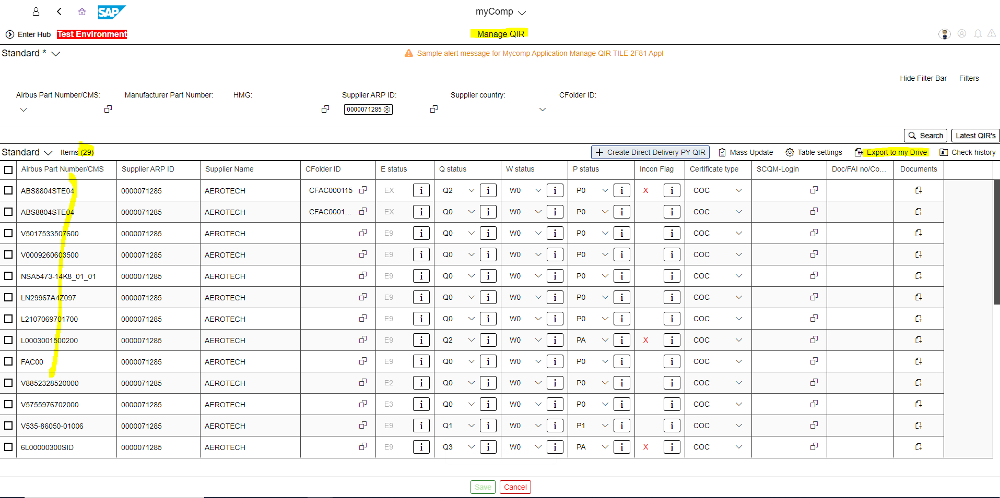 SAP
myComp
Enter Hub Test Environment Manage QIR
Standard * Sample alert message for Mycomp Application Manage QIR TILE 2F81 Appl
Hide Filter Bar Filters
Airbus Part Number/CMS: Manufacturer Part Number: HMG: Supplier ARP ID: Supplier country: CFolder ID:
0000071285
Search Latest QIR's
Standard Items (29) Create Direct Delivery PY QIR Mass Update Table settings Export to my Drive Check history
Airbus Part Number/CMS Supplier ARP ID Supplier Name CFolder ID E status Q status W status P status Incon Flag Certificate type SCQM-Login Doc/FAI no/Co... Documents
ABS8804STE04 0000071285 AEROTECH CFAC000115 EX i Q2 i W0 i P0 i X i COC
ABS8804STE04 0000071285 AEROTECH CFAC0001... EX i Q0 i W0 i P0 i i COC
V5017533507600 0000071285 AEROTECH E9 i Q0 i W0 i P0 i i COC
V0009260603500 0000071285 AEROTECH E9 i Q0 i W0 i P0 i i COC
NSA5473-14K8_01_01 0000071285 AEROTECH E9 i Q0 i W0 i P0 i i COC
LN29967A4Z097 0000071285 AEROTECH E9 i Q0 i W0 i P0 i i COC
L2107069701700 0000071285 AEROTECH E9 i Q0 i W0 i P0 i i COC
L0003001500200 0000071285 AEROTECH E9 i Q2 i W0 i PA i X i COC
FAC00 0000071285 AEROTECH E9 i Q0 i W0 i P0 i i COC
V8852328520000 0000071285 AEROTECH E2 i Q0 i W0 i P0 i i COC
V5755976702000 0000071285 AEROTECH E3 i Q0 i W0 i P0 i i COC
V535-86050-01006 0000071285 AEROTECH E9 i Q1 i W0 i P1 i i COC
6L00000300SID 0000071285 AEROTECH E9 i Q3 i W0 i PA i X i COC
Save Cancel